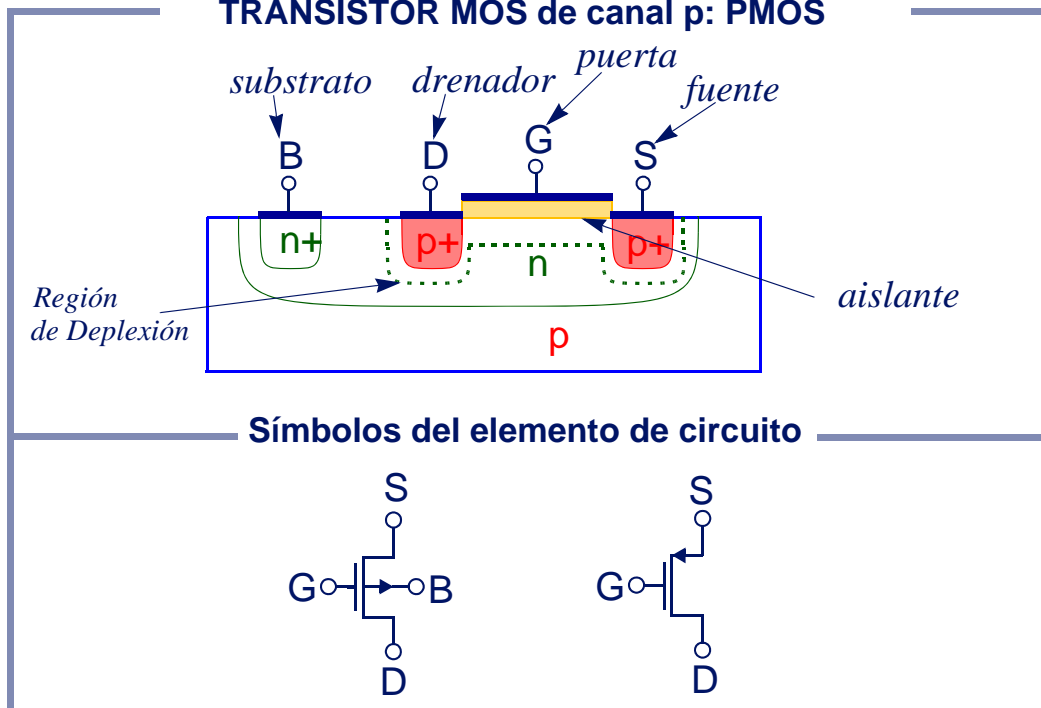 TRANSISTOR MOS de canal p: PMOS
substrato
drenador
puerta
fuente
B
D
G
S
n+
p+
n
p+
Región
de Deplexión
aislante
p
Símbolos del elemento de circuito
S
G
B
D
S
G
D